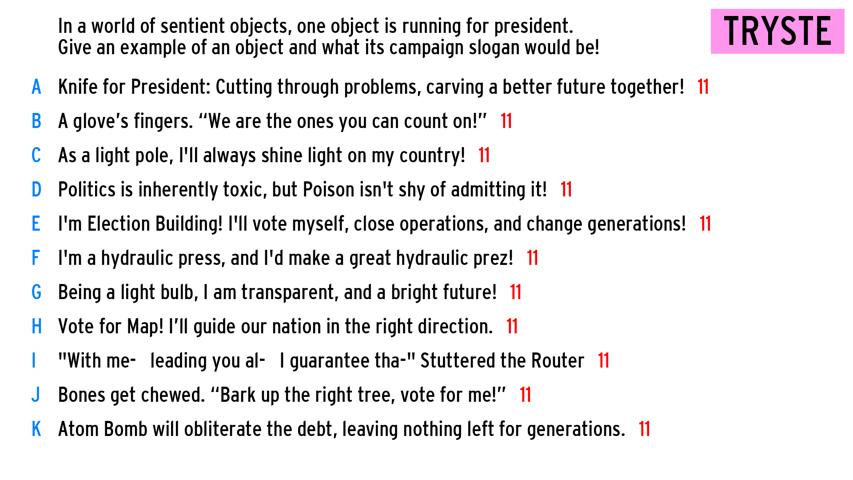 In a world of sentient objects, one object is running for president.
Give an example of an object and what its campaign slogan would be!
TRYSTE
A Knife for President: Cutting through problems, carving a better future together! 11
B A glove’s fingers. “We are the ones you can count on!” 11
C As a light pole, I'll always shine light on my country! 11
D Politics is inherently toxic, but Poison isn't shy of admitting it! 11
E I'm Election Building! I'll vote myself, close operations, and change generations! 11
F I'm a hydraulic press, and I'd make a great hydraulic prez! 11
G Being a light bulb, I am transparent, and a bright future! 11
H Vote for Map! I’ll guide our nation in the right direction. 11
I "With me- leading you al- I guarantee tha-" Stuttered the Router 11
J Bones get chewed. “Bark up the right tree, vote for me!” 11
K Atom Bomb will obliterate the debt, leaving nothing left for generations. 11